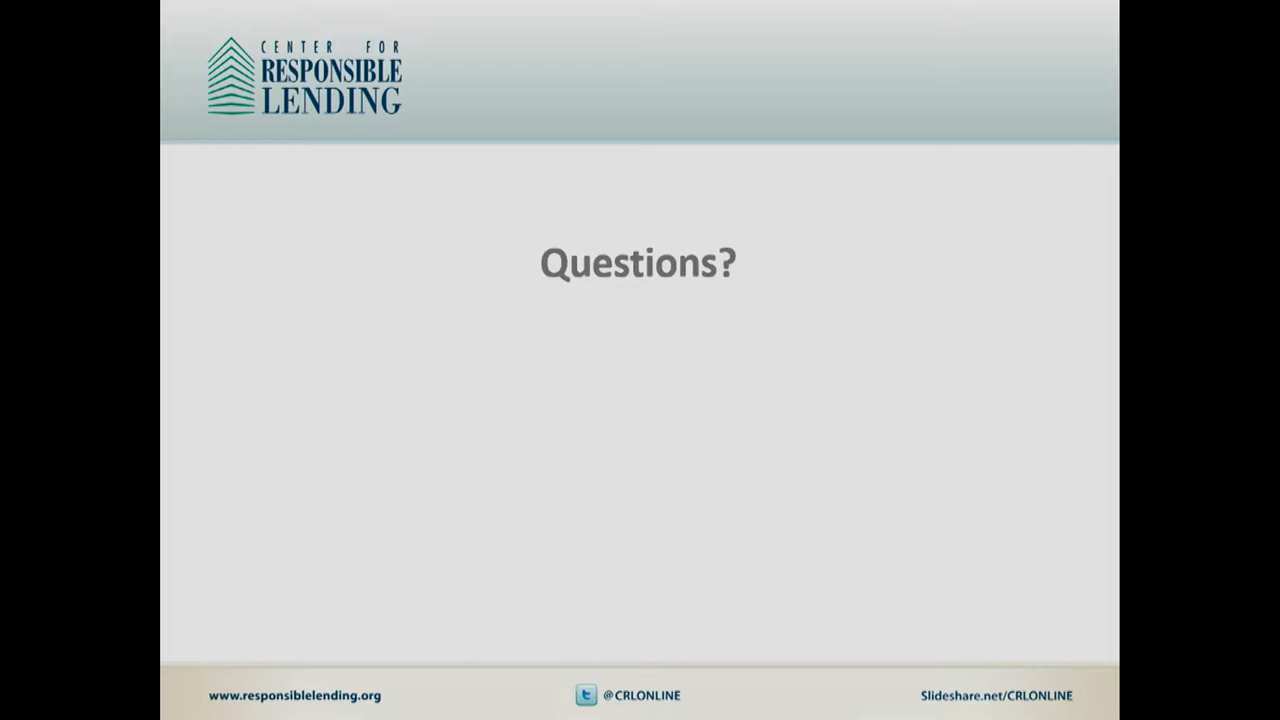 CENTER FOR
RESPONSIBLE
LENDING
Questions?
www.responsiblelending.org
@CRLONLINE
Slideshare.net/CRLONLINE